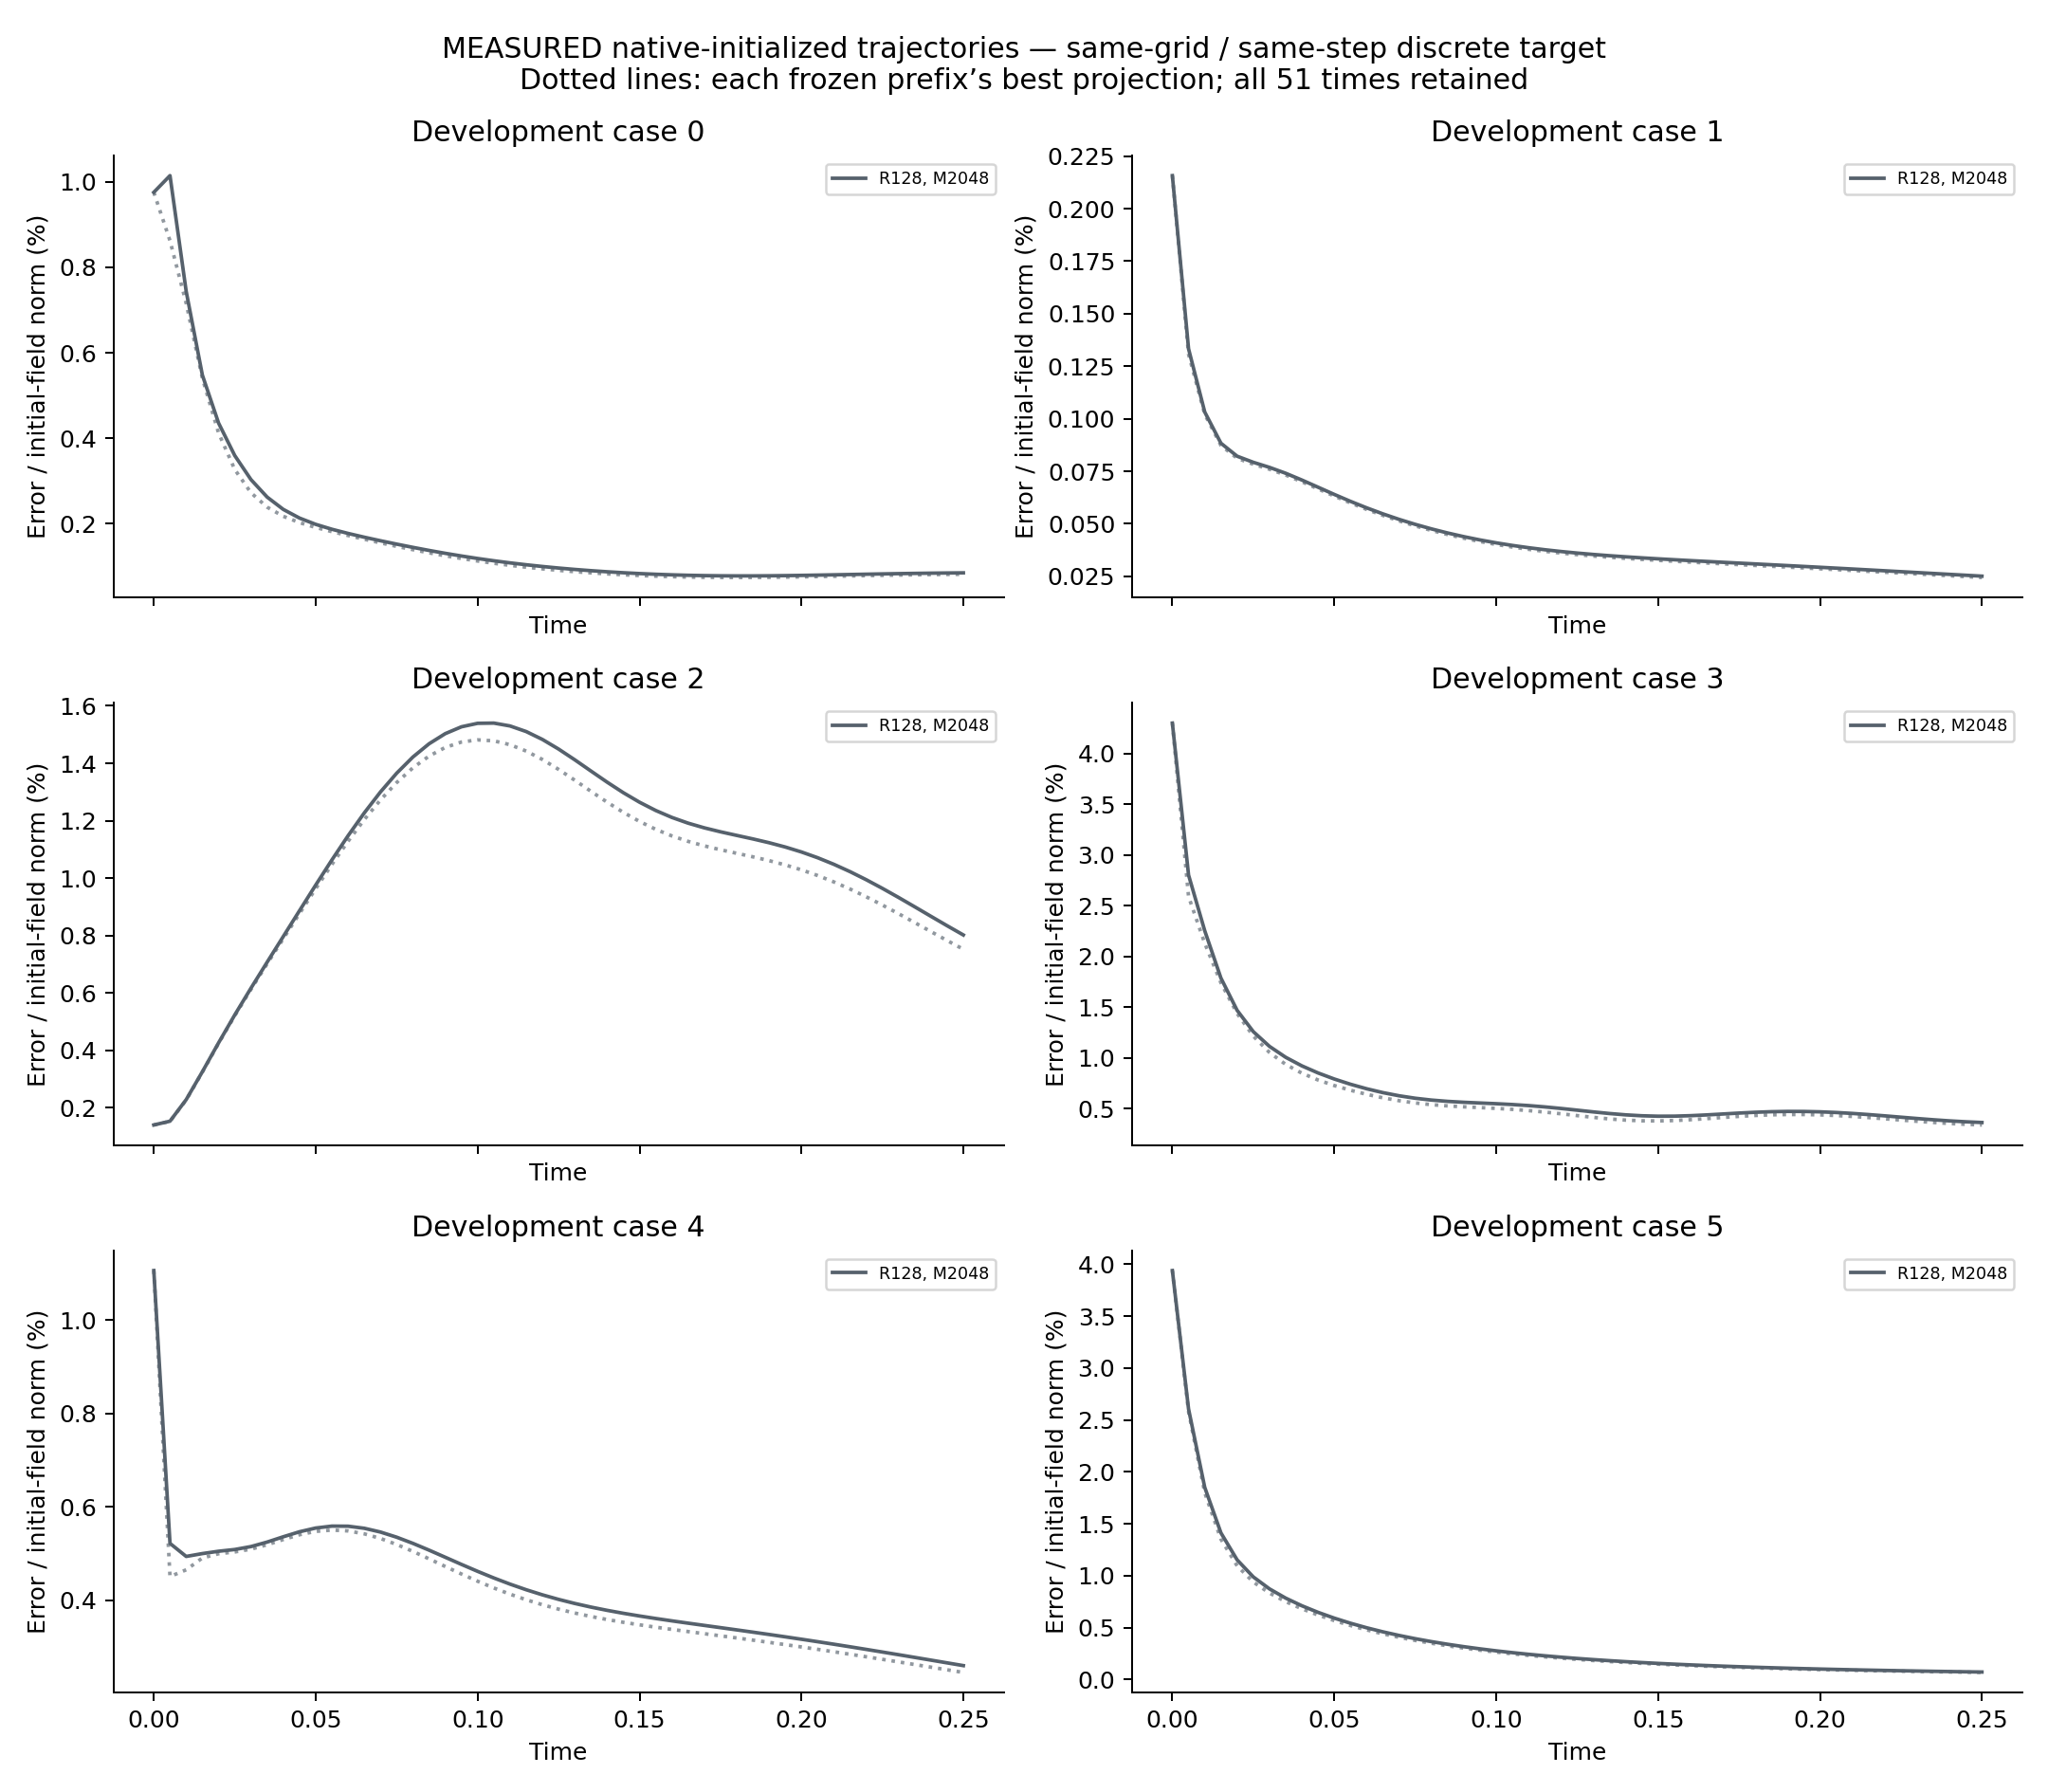 MEASURED native-initialized trajectories — same-grid / same-step discrete target
Dotted lines: each frozen prefix’s best projection; all 51 times retained
Development case 0
Error / initial-field norm (%)
1.0
0.8
0.6
0.4
0.2
R128, M2048
Time
Development case 1
Error / initial-field norm (%)
0.225
0.200
0.175
0.150
0.125
0.100
0.075
0.050
0.025
R128, M2048
Time
Development case 2
Error / initial-field norm (%)
1.6
1.4
1.2
1.0
0.8
0.6
0.4
0.2
R128, M2048
Time
Development case 3
Error / initial-field norm (%)
4.0
3.5
3.0
2.5
2.0
1.5
1.0
0.5
R128, M2048
Time
Development case 4
Error / initial-field norm (%)
1.0
0.8
0.6
0.4
R128, M2048
0.00 0.05 0.10 0.15 0.20 0.25
Time
Development case 5
Error / initial-field norm (%)
4.0
3.5
3.0
2.5
2.0
1.5
1.0
0.5
0.0
R128, M2048
0.00 0.05 0.10 0.15 0.20 0.25
Time